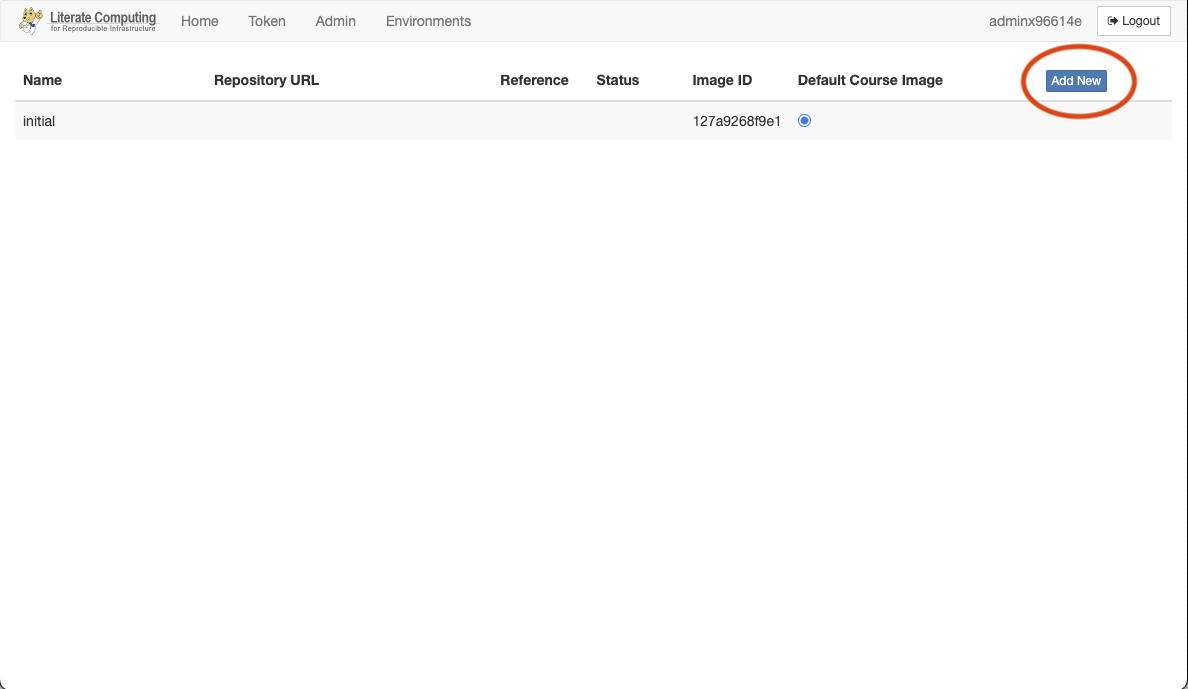 Literate Computing Home Token Admin Environments adminx96614e Logout
for Reproducible Infrastructure
Name Repository URL Reference Status Image ID Default Course Image Add New
initial 127a9268f9e1